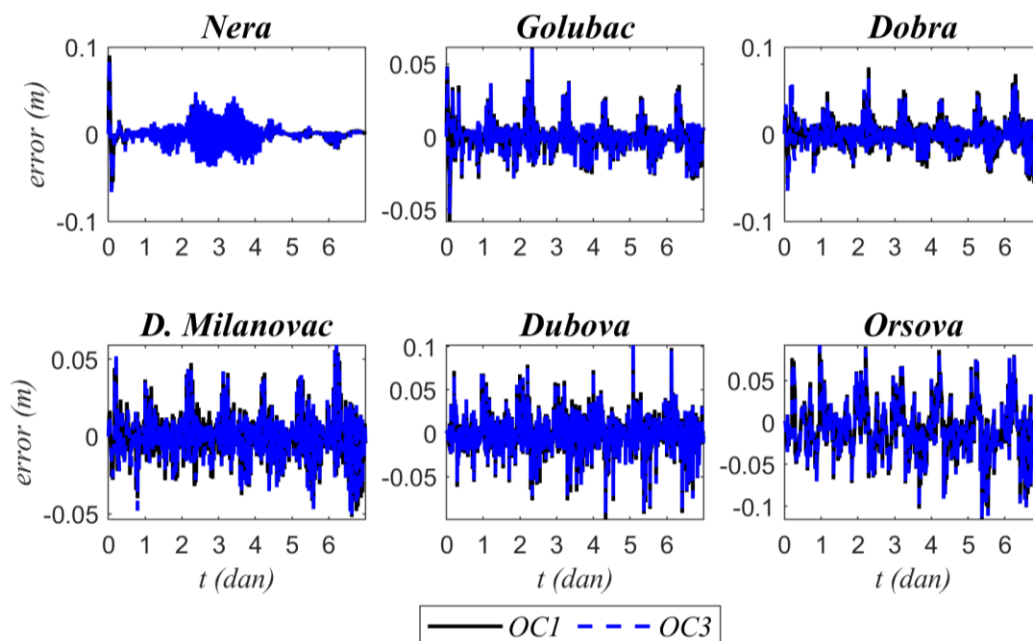 Nera Golubac Dobra
0.1 0.05 0.1
error (m)
0 0 0
-0.1 -0.05 -0.1
0 1 2 3 4 5 6 0 1 2 3 4 5 6 0 1 2 3 4 5 6
D. Milanovac Dubova Orsova
0.05 0.1 0.05
0.05
error (m)
0 0 0
-0.05 -0.05
-0.05 -0.1
0 1 2 3 4 5 6 0 1 2 3 4 5 6 0 1 2 3 4 5 6
t (dan) t (dan) t (dan)
OC1 OC3